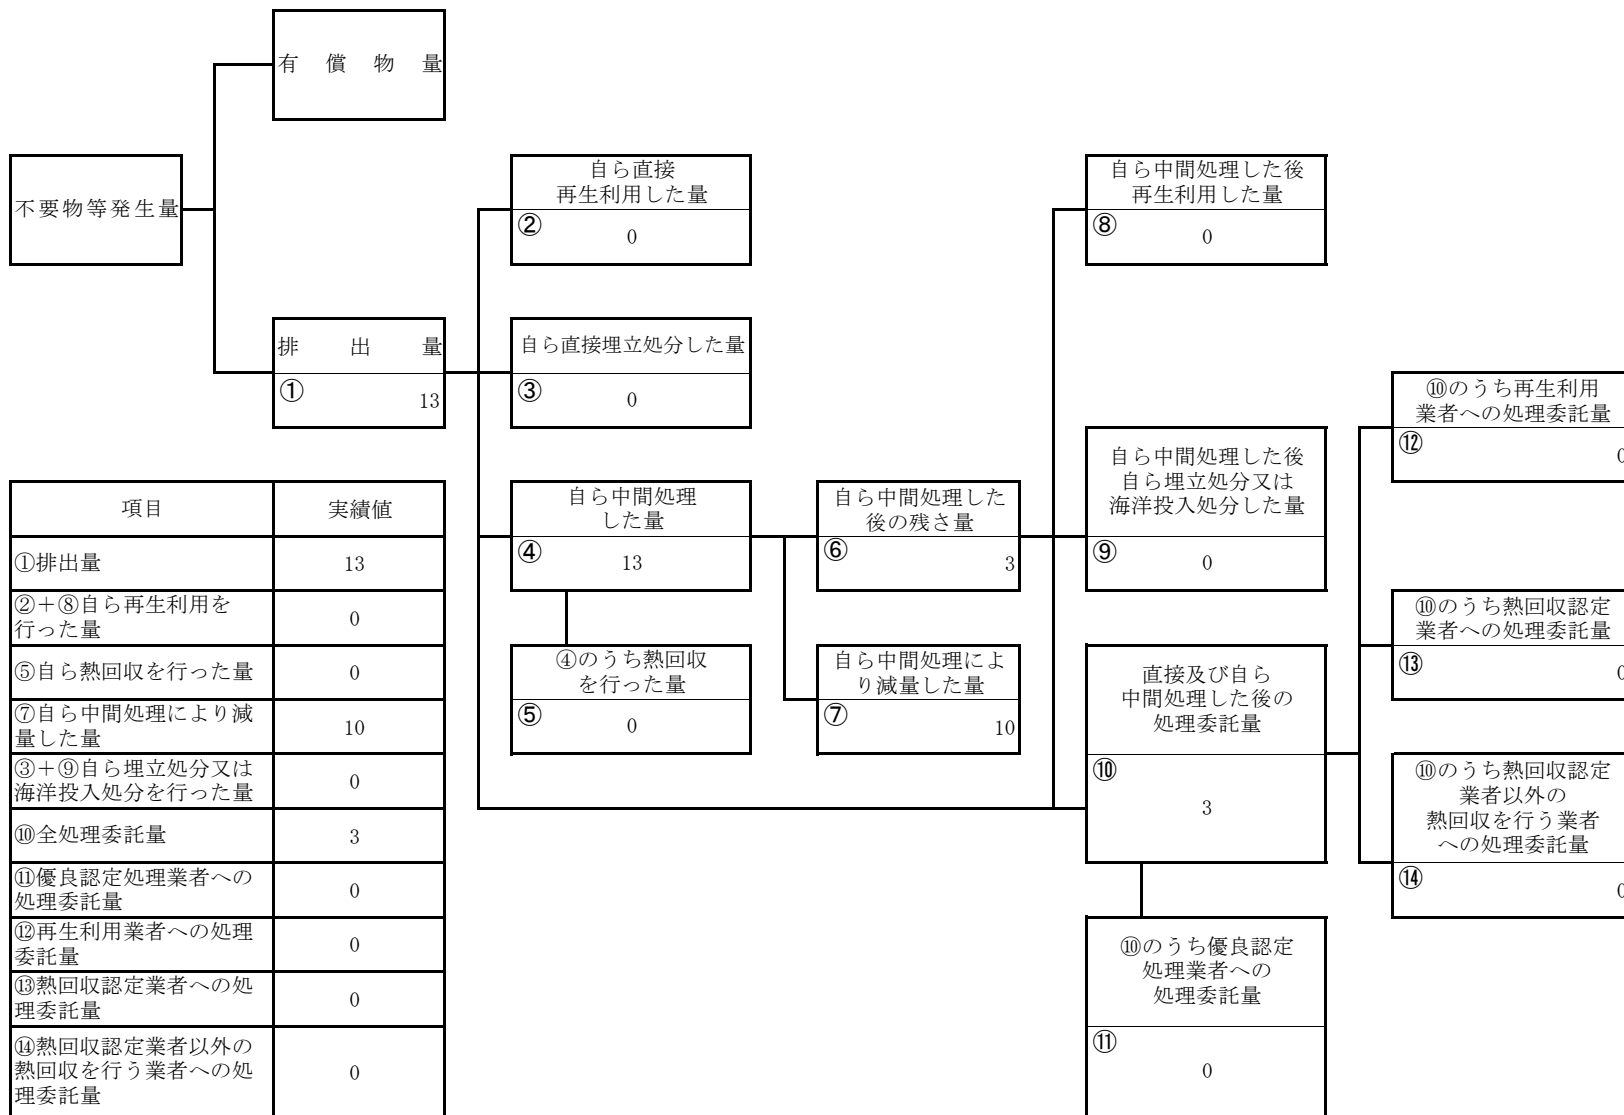 有償物量
不要物等発生量
自ら直接
再生利用した量
② 0
自ら中間処理した後
再生利用した量
⑧ 0
排出量
① 13
自ら直接埋立処分した量
③ 0
⑩のうち再生利用
業者への処理委託量
⑫ 0
自ら中間処理した後
自ら埋立処分又は
海洋投入処分した量
⑨ 0
自ら中間処理
した量
④ 13
自ら中間処理した
後の残さ量
⑥ 3
⑩のうち熱回収認定
業者への処理委託量
⑬ 0
④のうち熱回収
を行った量
⑤ 0
自ら中間処理によ
り減量した量
⑦ 10
直接及び自ら
中間処理した後の
処理委託量
⑩
3
⑩のうち熱回収認定
業者以外の
熱回収を行う業者
への処理委託量
⑭ 0
⑩のうち優良認定
処理業者への
処理委託量
⑪
0
項目 実績値
①排出量 13
②+⑧自ら再生利用を
行った量 0
⑤自ら熱回収を行った量 0
⑦自ら中間処理により減
量した量 10
③+⑨自ら埋立処分又は
海洋投入処分を行った量 0
⑩全処理委託量 3
⑪優良認定処理業者への
処理委託量 0
⑫再生利用業者への処理
委託量 0
⑬熱回収認定業者への処
理委託量 0
⑭熱回収認定業者以外の
熱回収を行う業者への処
理委託量 0